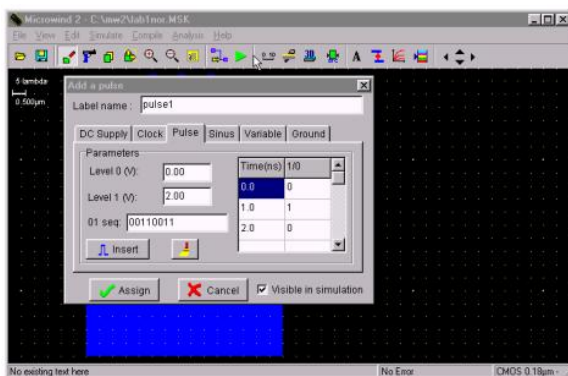 Microwind 2 - C:\mw2\lab1nor.MSK
File View Edit Simulate Compile Analysis Help
5 lambda
0.500µm
Add a pulse
Label name : pulse1
DC Supply Clock Pulse Sinus Variable Ground
Parameters
Level 0 (V): 0.00
Level 1 (V): 2.00
01 seq: 00110011
Insert
Time(ns) 1/0
0.0 0
1.0 1
2.0 0
Assign Cancel Visible in simulation
No existing text here No Error CMOS 0.18µm -